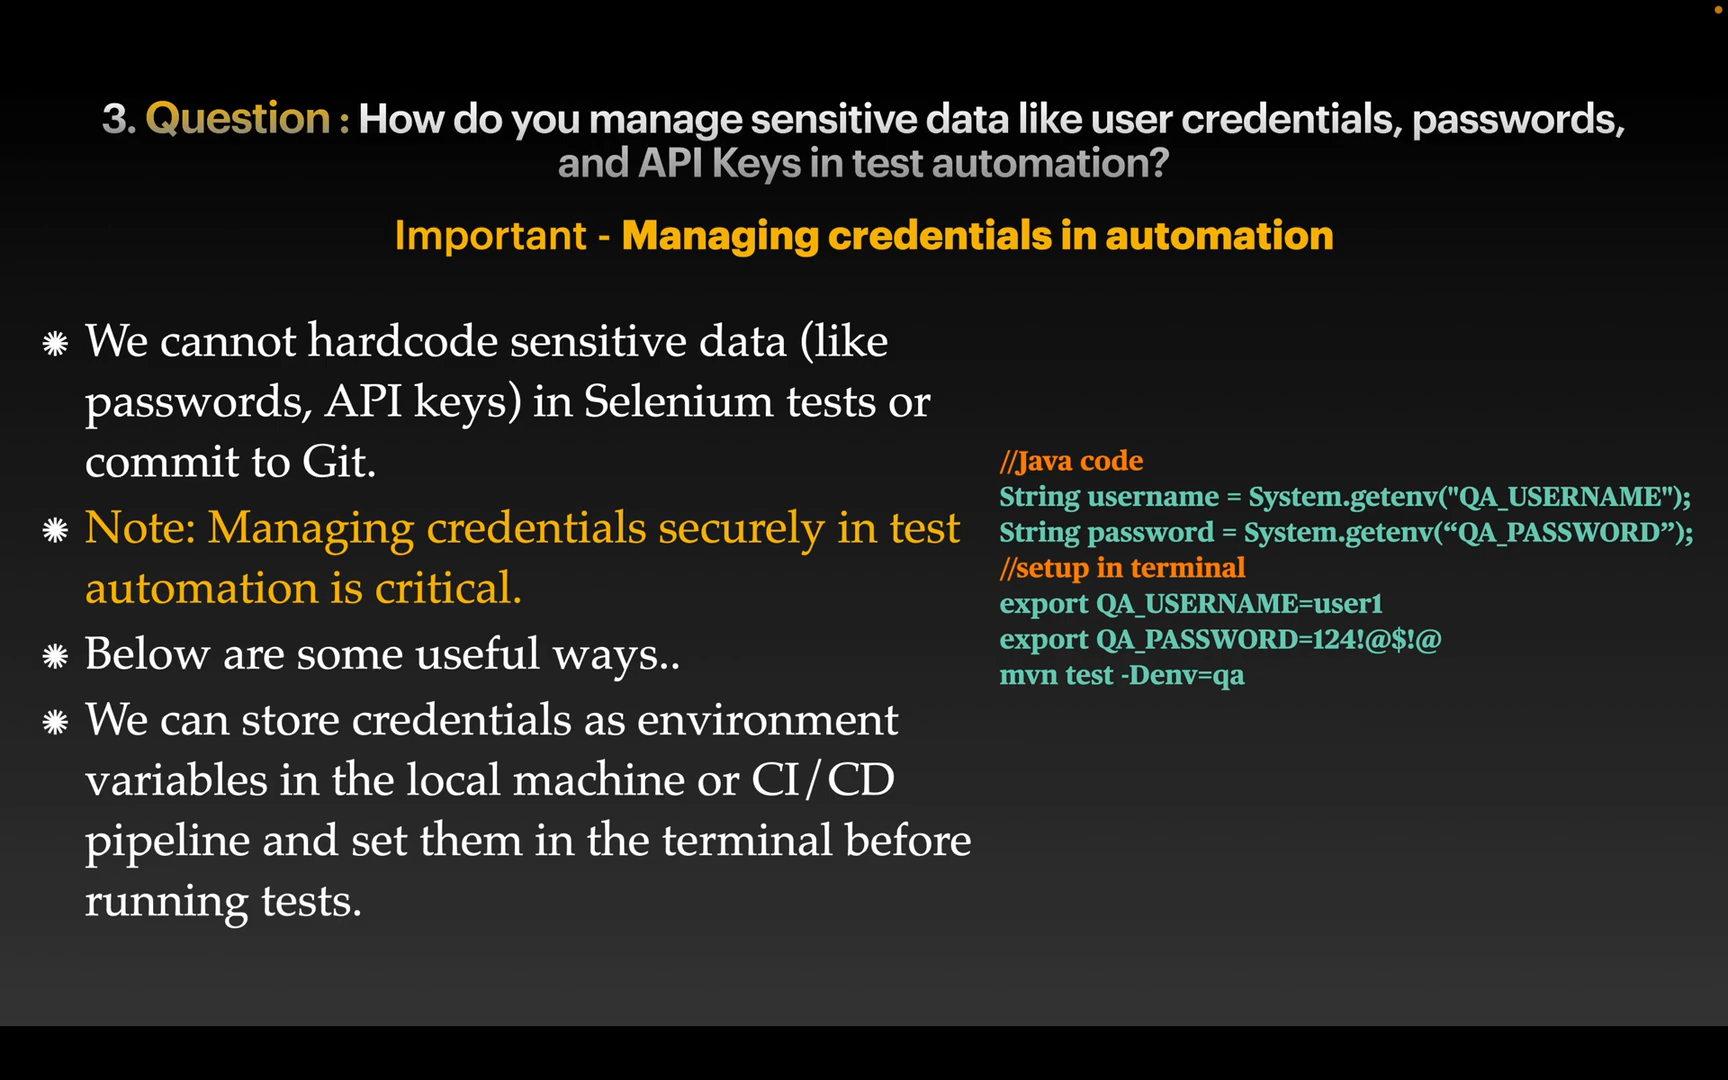 3. Question : How do you manage sensitive data like user credentials, passwords,
and API Keys in test automation?
Important - Managing credentials in automation
We cannot hardcode sensitive data (like
passwords, API keys) in Selenium tests or
commit to Git.
Note: Managing credentials securely in test
automation is critical.
Below are some useful ways..
We can store credentials as environment
variables in the local machine or CI/CD
pipeline and set them in the terminal before
running tests.
//Java code
String username = System.getenv("QA_USERNAME");
String password = System.getenv(“QA_PASSWORD”);
//setup in terminal
export QA_USERNAME=user1
export QA_PASSWORD=124!@$!@
mvn test -Denv=qa